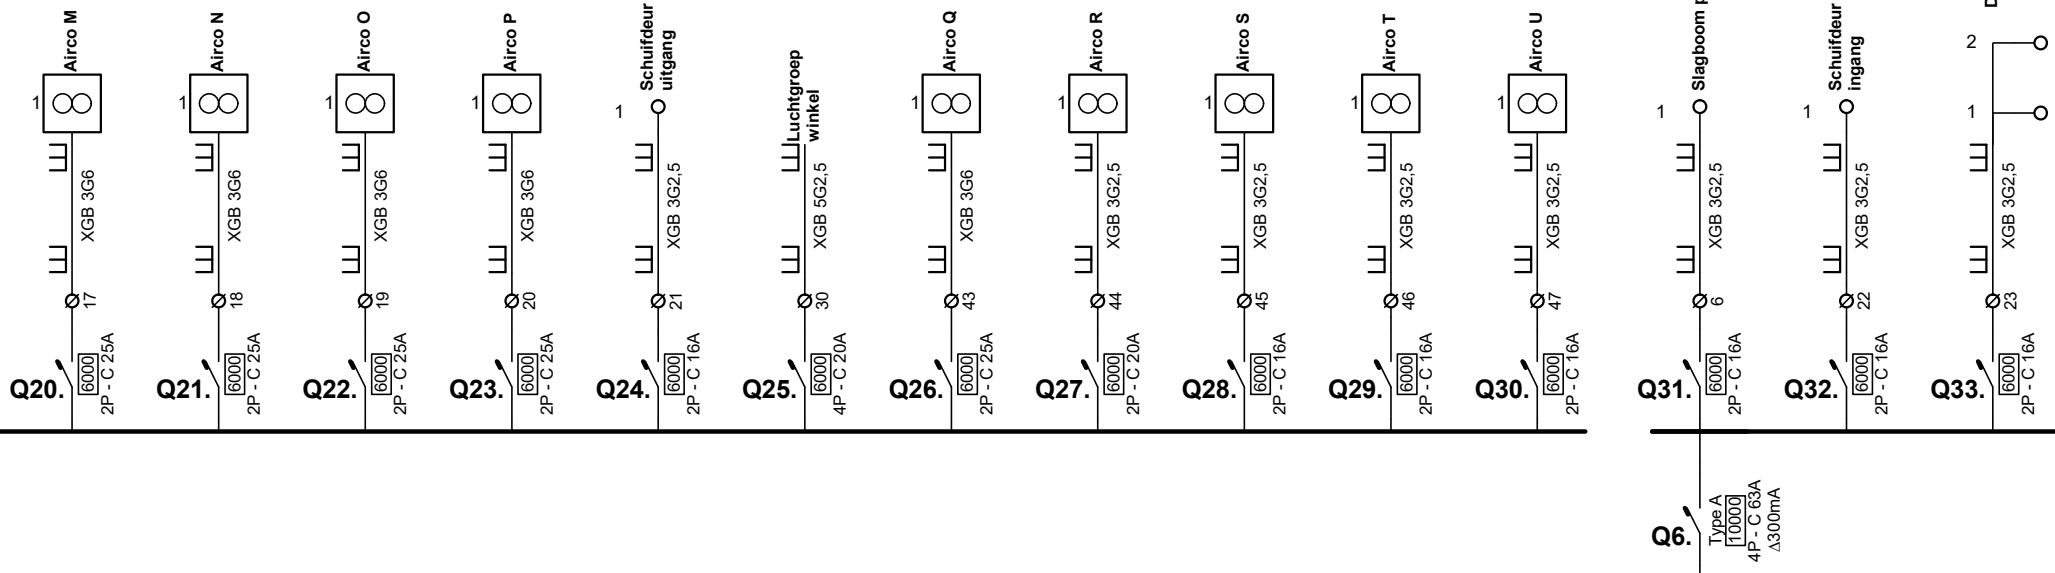 Airco M
1
XGB 3G6
17
Q20.
6000
2P - C 25A
Airco N
1
XGB 3G6
18
Q21.
6000
2P - C 25A
Airco O
1
XGB 3G6
19
Q22.
6000
2P - C 25A
Airco P
1
XGB 3G6
20
Q23.
6000
2P - C 25A
Schuifdeur
uitgang
1
XGB 3G2,5
21
Q24.
6000
2P - C 16A
Luchtgroep
winkel
XGB 5G2,5
30
Q25.
6000
4P - C 20A
Airco Q
1
XGB 3G6
43
Q26.
6000
2P - C 25A
Airco R
1
XGB 3G2,5
44
Q27.
6000
2P - C 20A
Airco S
1
XGB 3G2,5
45
Q28.
6000
2P - C 16A
Airco T
1
XGB 3G2,5
46
Q29.
6000
2P - C 16A
Airco U
1
XGB 3G2,5
47
Q30.
6000
2P - C 16A
Slagboom
1
XGB 3G2,5
6
Q31.
6000
2P - C 16A
Schuifdeur
ingang
1
XGB 3G2,5
22
Q32.
6000
2P - C 16A
2
1
XGB 3G2,5
23
Q33.
6000
2P - C 16A
Q6.
Type A
10000
4P - C 63A
Δ300mA